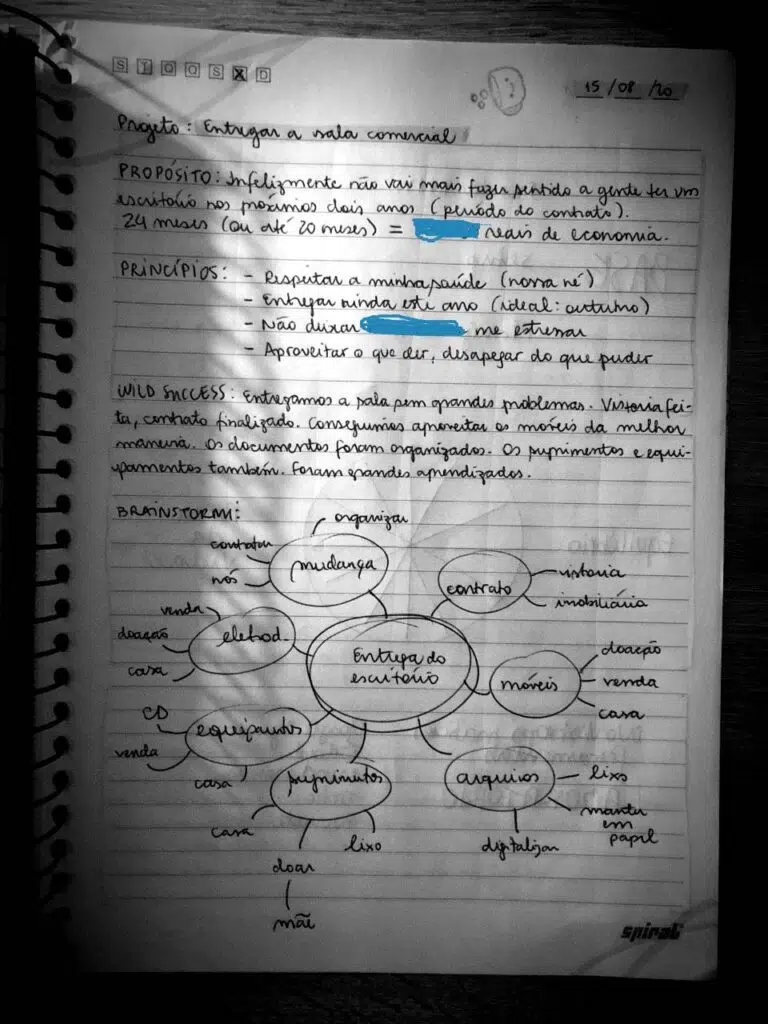 S T Q Q S X D
15/08/20
Projeto: Entregar a sala comercial
PROPÓSITO: Infelizmente não vai mais fazer sentido a gente ter um
escritório nos próximos dois anos (período do contrato).
24 meses (ou até 20 meses) = reais de economia.
PRINCÍPIOS: - Respeitar a minha saúde (nossa né)
- Entregar ainda este ano (ideal: outubro)
- Não deixar me estressar
- Aproveitar o que der, desapegar do que puder
WILD SUCCESS: Entregamos a sala sem grandes problemas. Vistoria fei-
ta, contrato finalizado. Conseguimos aproveitar os móveis da melhor
maneira. Os documentos foram organizados. Os suprimentos e equi-
pamentos também. Foram grandes aprendizados.
BRAINSTORM:
organizar
contratar
mudança
nós
contrato
vistoria
imobiliária
venda
eletrod.
doação
casa
Entrega do
escritório
móveis
doação
venda
casa
CD
equipamentos
venda
casa
suprimentos
casa
lixo
doar
mãe
arquivos
lixo
manter
em
papel
digitalizar
spiral